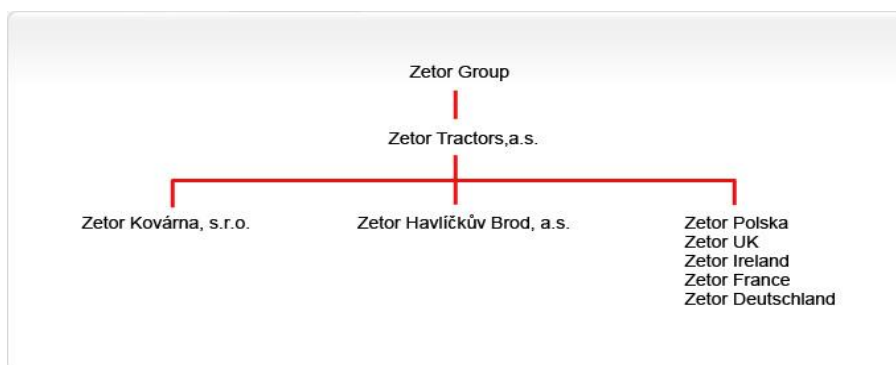 Zetor Group
Zetor Tractors,a.s.
Zetor Kovárna, s.r.o.
Zetor Havlíčkův Brod, a.s.
Zetor Polska
Zetor UK
Zetor Ireland
Zetor France
Zetor Deutschland